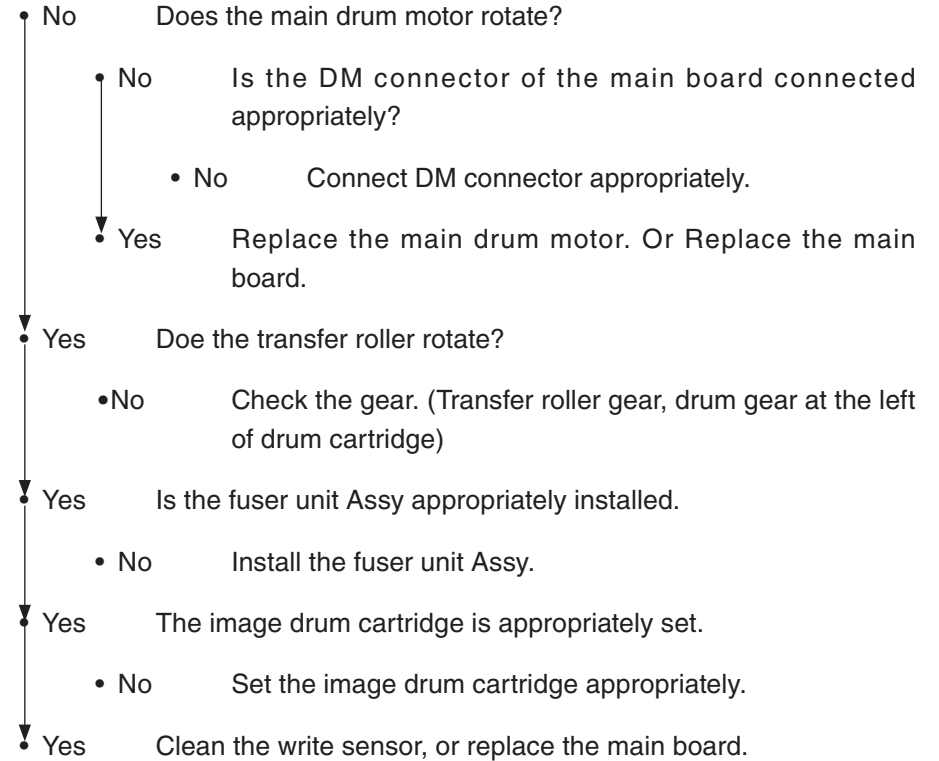 • No Does the main drum motor rotate?
• No Is the DM connector of the main board connected
appropriately?
• No Connect DM connector appropriately.
• Yes Replace the main drum motor. Or Replace the main
board.
• Yes Doe the transfer roller rotate?
•No Check the gear. (Transfer roller gear, drum gear at the left
of drum cartridge)
• Yes Is the fuser unit Assy appropriately installed.
• No Install the fuser unit Assy.
• Yes The image drum cartridge is appropriately set.
• No Set the image drum cartridge appropriately.
• Yes Clean the write sensor, or replace the main board.